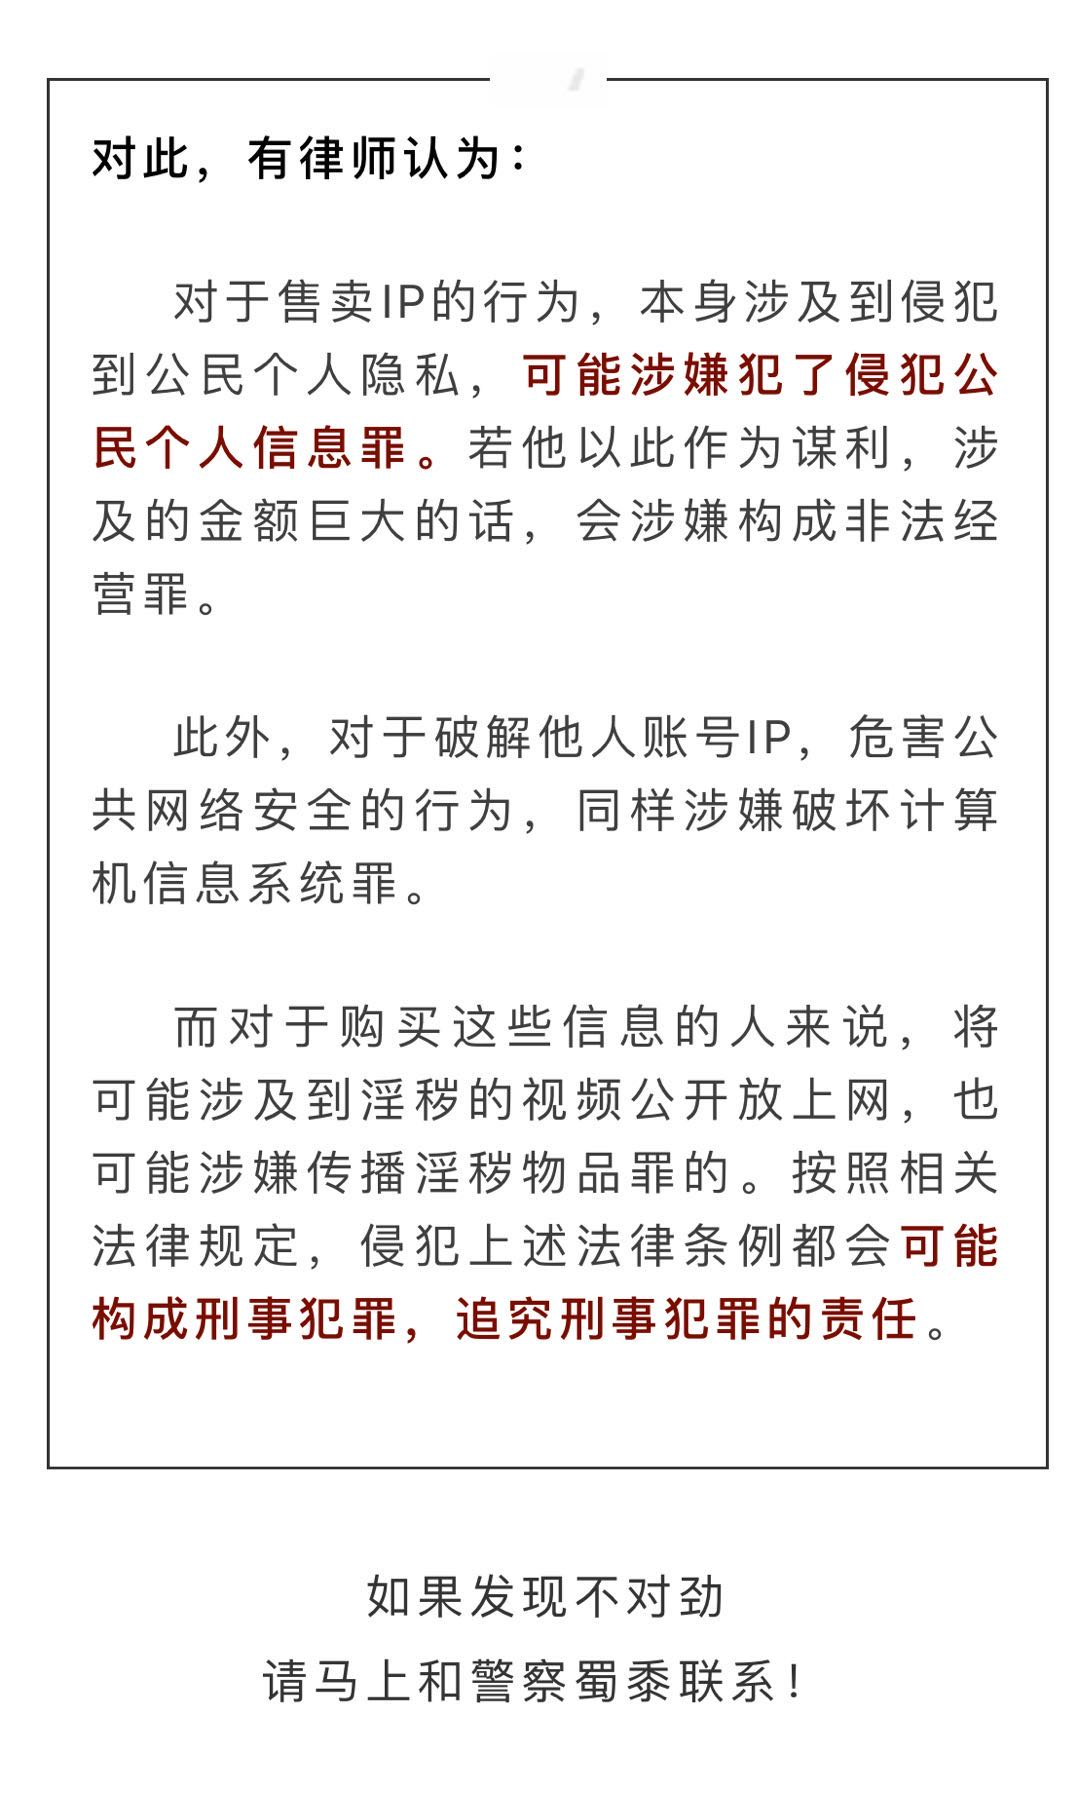 对此，有律师认为：
对于售卖IP的行为，本身涉及到侵犯
到公民个人隐私，可能涉嫌犯了侵犯公
民个人信息罪。若他以此作为谋利，涉
及的金额巨大的话，会涉嫌构成非法经
营罪。
此外，对于破解他人账号IP，危害公
共网络安全的行为，同样涉嫌破坏计算
机信息系统罪。
而对于购买这些信息的人来说，将
可能涉及到淫秽的视频公开放上网，也
可能涉嫌传播淫秽物品罪的。按照相关
法律规定，侵犯上述法律条例都会可能
构成刑事犯罪，追究刑事犯罪的责任。
如果发现不对劲
请马上和警察蜀黍联系！